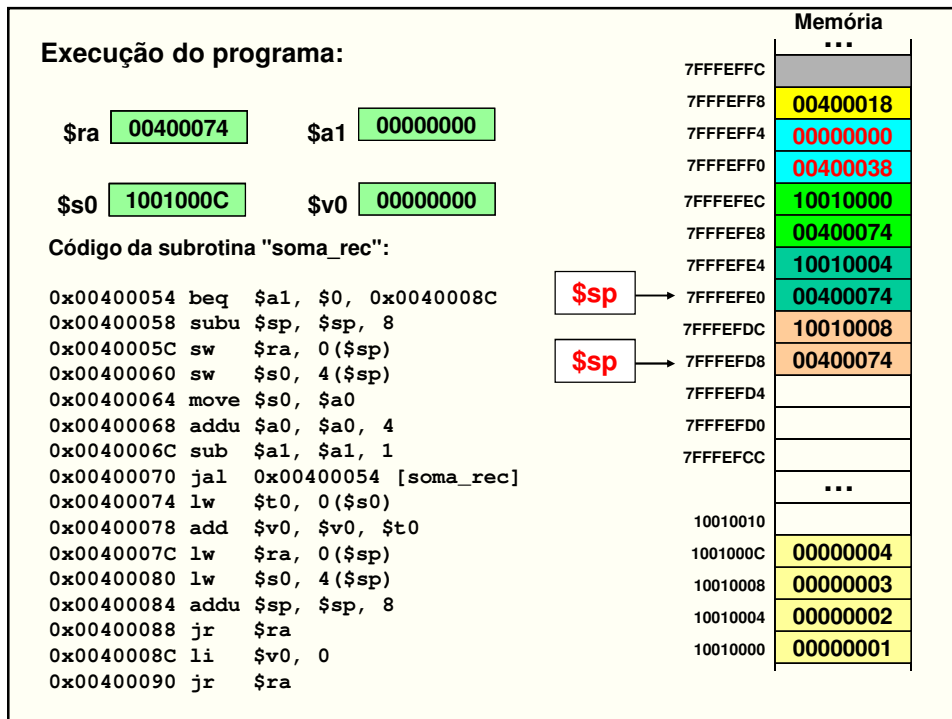 Execução do programa:
$ra 00400074 $a1 00000000
$s0 1001000C $v0 00000000
Código da subrotina "soma_rec":
0x00400054 beq $a1, $0, 0x0040008C
0x00400058 subu $sp, $sp, 8
0x0040005C sw $ra, 0($sp)
0x00400060 sw $s0, 4($sp)
0x00400064 move $s0, $a0
0x00400068 addu $a0, $a0, 4
0x0040006C sub $a1, $a1, 1
0x00400070 jal 0x00400054 [soma_rec]
0x00400074 lw $t0, 0($s0)
0x00400078 add $v0, $v0, $t0
0x0040007C lw $ra, 0($sp)
0x00400080 lw $s0, 4($sp)
0x00400084 addu $sp, $sp, 8
0x00400088 jr $ra
0x0040008C li $v0, 0
0x00400090 jr $ra
Memória
...
7FFFEFFC
7FFFEFF8 00400018
7FFFEFF4 00000000
7FFFEFF0 00400038
7FFFEFEC 10010000
7FFFEFE8 00400074
7FFFEFE4 10010004
$sp 7FFFEFE0 00400074
7FFFEFDC 10010008
$sp 7FFFEFD8 00400074
7FFFEFD4
7FFFEFD0
7FFFEFCC
...
10010010
1001000C 00000004
10010008 00000003
10010004 00000002
10010000 00000001